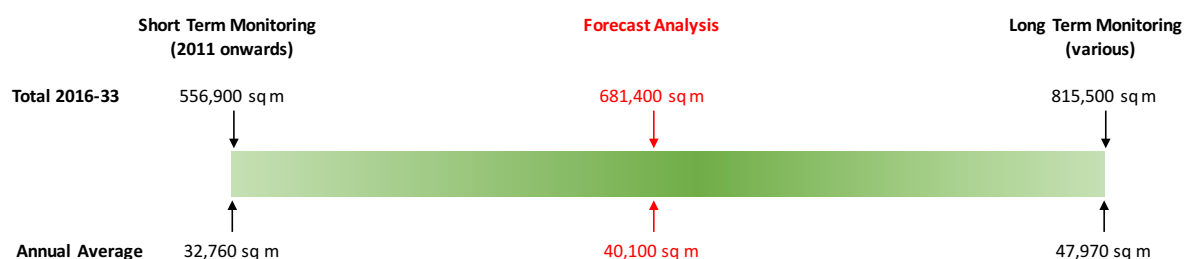 Short Term Monitoring
(2011 onwards)
Forecast Analysis
Long Term Monitoring
(various)
Total 2016-33
556,900 sq m
681,400 sq m
815,500 sq m
Annual Average
32,760 sq m
40,100 sq m
47,970 sq m